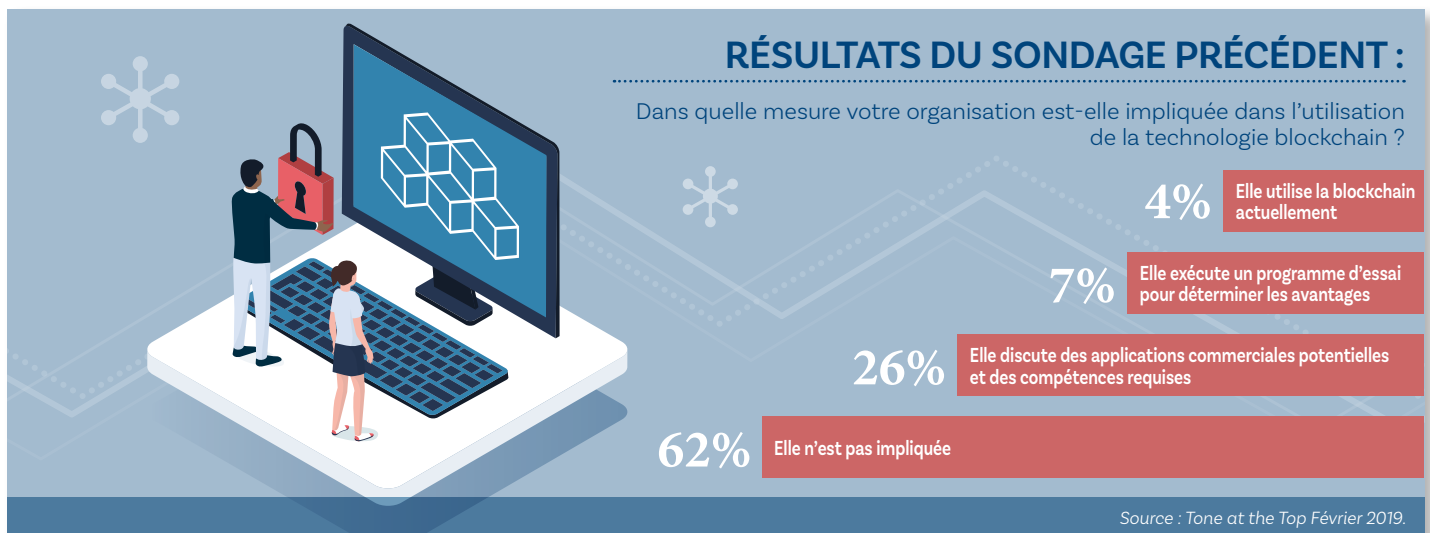 RÉSULTATS DU SONDAGE PRÉCÉDENT :
Dans quelle mesure votre organisation est-elle impliquée dans l’utilisation
de la technologie blockchain ?
4%
Elle utilise la blockchain
actuellement
7%
Elle exécute un programme d’essai
pour déterminer les avantages
26%
Elle discute des applications commerciales potentielles
et des compétences requises
62%
Elle n’est pas impliquée
Source : Tone at the Top Février 2019.